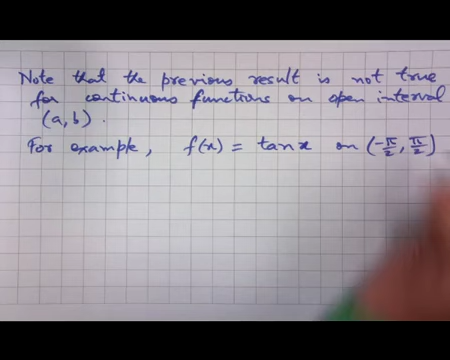 Note that the previous result is not true
for continuous functions on open interval
(a, b).
For example, f(x) = tan x on (-π/2, π/2)